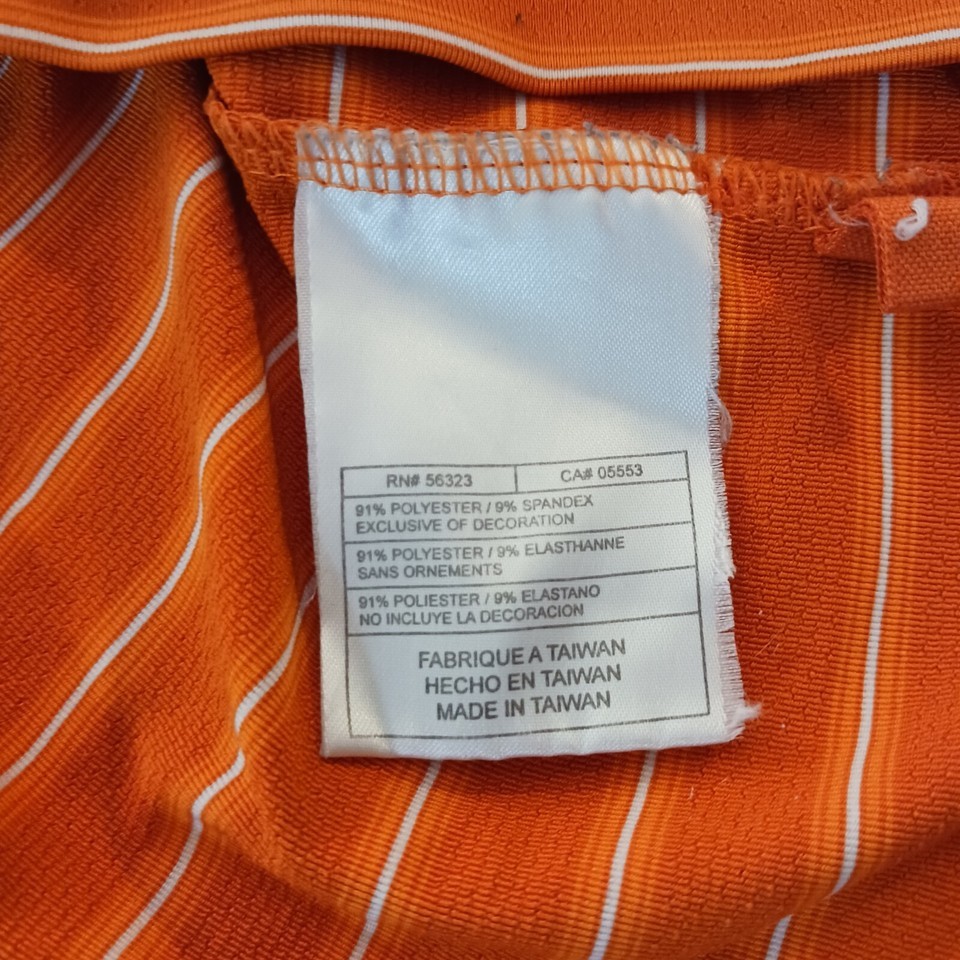 RN# 56323 CA# 05553
91% POLYESTER / 9% SPANDEX
EXCLUSIVE OF DECORATION
91% POLYESTER / 9% ELASTHANNE
SANS ORNEMENTS
91% POLIESTER / 9% ELASTANO
NO INCLUYE LA DECORACION
FABRIQUE A TAIWAN
HECHO EN TAIWAN
MADE IN TAIWAN